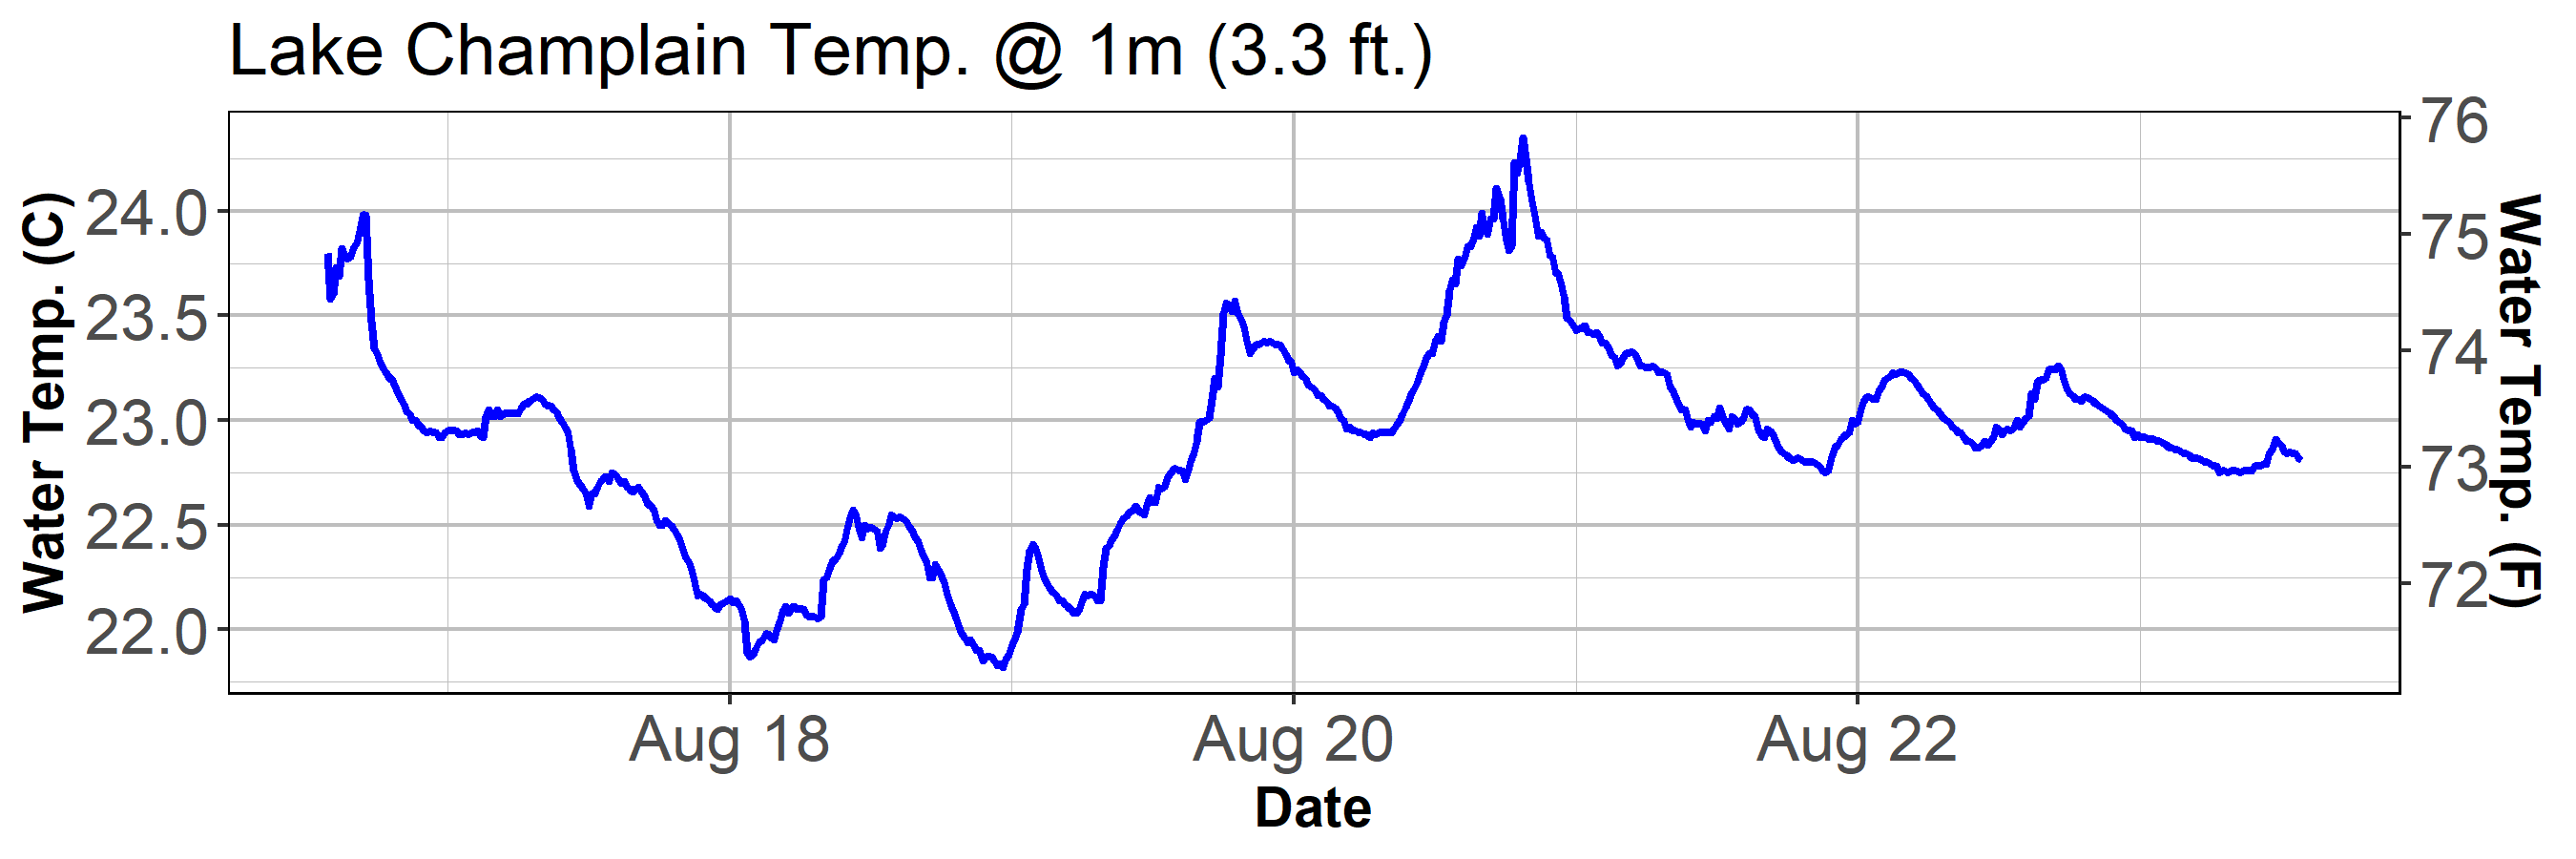 Lake Champlain Temp. @ 1m (3.3 ft.)
Water Temp. (C)
24.0
23.5
23.0
22.5
22.0
76
75
74
73
72
Water Temp. (F)
Aug 18
Aug 20
Aug 22
Date